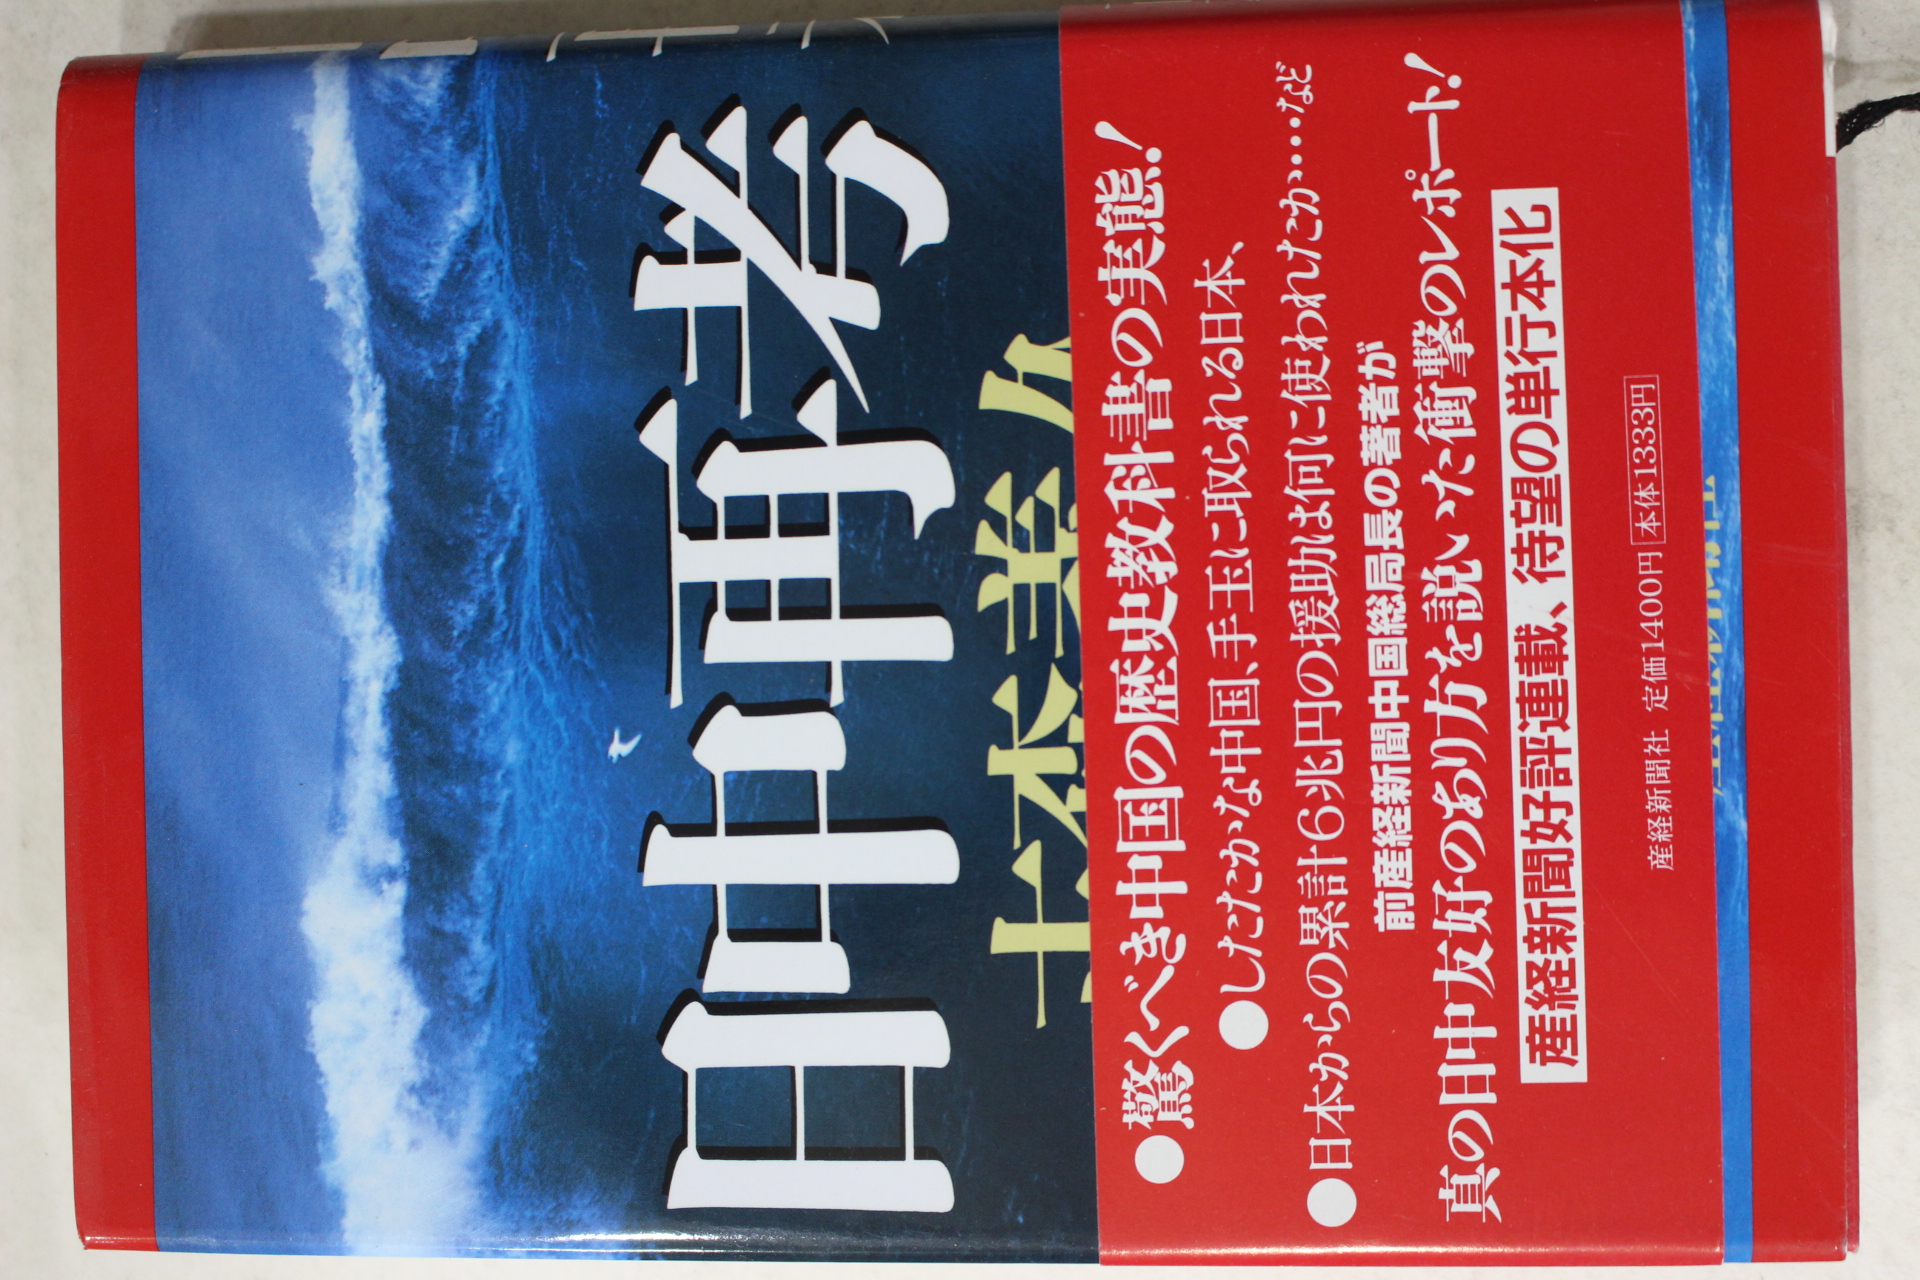 日中再考
古森義久
●驚くべき中国の歴史教科書の実態！
●したたかな中国、手玉に取られる日本、
●日本からの累計6兆円の援助は何に使われたか……など
前産経新聞中国総局長の著者が
真の日中友好のあり方を説いた衝撃のレポート！
産経新聞好評連載、待望の単行本化
産経新聞社 定価1400円 本体1333円